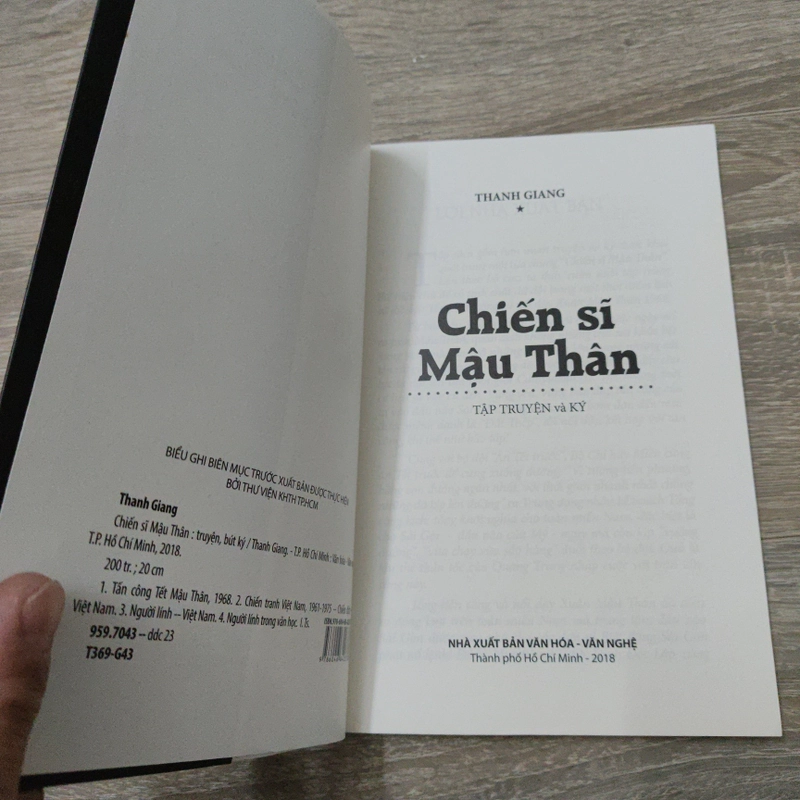 BIỂU GHI BIÊN MỤC TRƯỚC XUẤT BẢN ĐƯỢC THỰC HIỆN
BỞI THƯ VIỆN KHTH TP.HCM
Thanh Giang
Chiến sĩ Mậu Thân : truyện, bút ký / Thanh Giang. - T.P. Hồ Chí Minh : Văn hóa -
T.P. Hồ Chí Minh, 2018.
200 tr. ; 20 cm
1. Tấn công Tết Mậu Thân, 1968. 2. Chiến tranh Việt Nam, 1961-1975 --
Việt Nam. 3. Người lính -- Việt Nam. 4. Người lính trong văn học. I. Ts.
959.7043 -- ddc 23
T369-G43
THANH GIANG
★
Chiến sĩ
Mậu Thân
TẬP TRUYỆN và KÝ
NHÀ XUẤT BẢN VĂN HÓA - VĂN NGHỆ
Thành phố Hồ Chí Minh - 2018